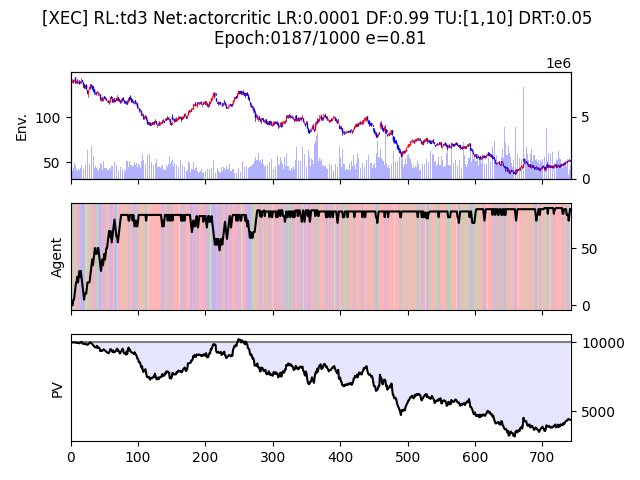 [XEC] RL:td3 Net:actorcritic LR:0.0001 DF:0.99 TU:[1,10] DRT:0.05
Epoch:0187/1000 e=0.81
1e6
Env.
100
50
5
0
Agent
50
0
PV
10000
5000
0 100 200 300 400 500 600 700